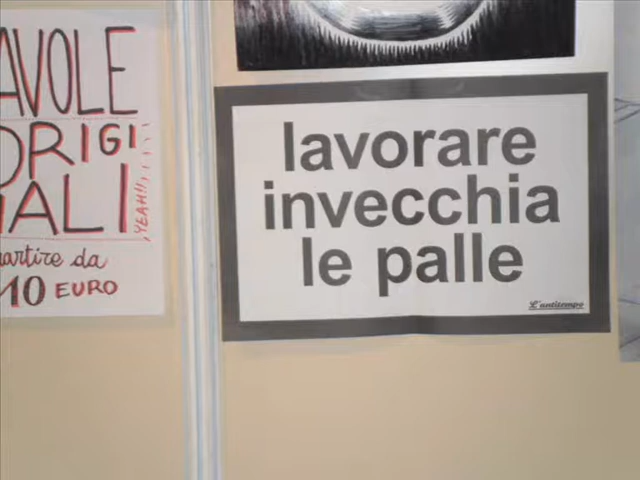 AVOLE
ORIGI
NALI
YEAH!!
partire da
10 EURO
lavorare
invecchia
le palle
L'antitempo